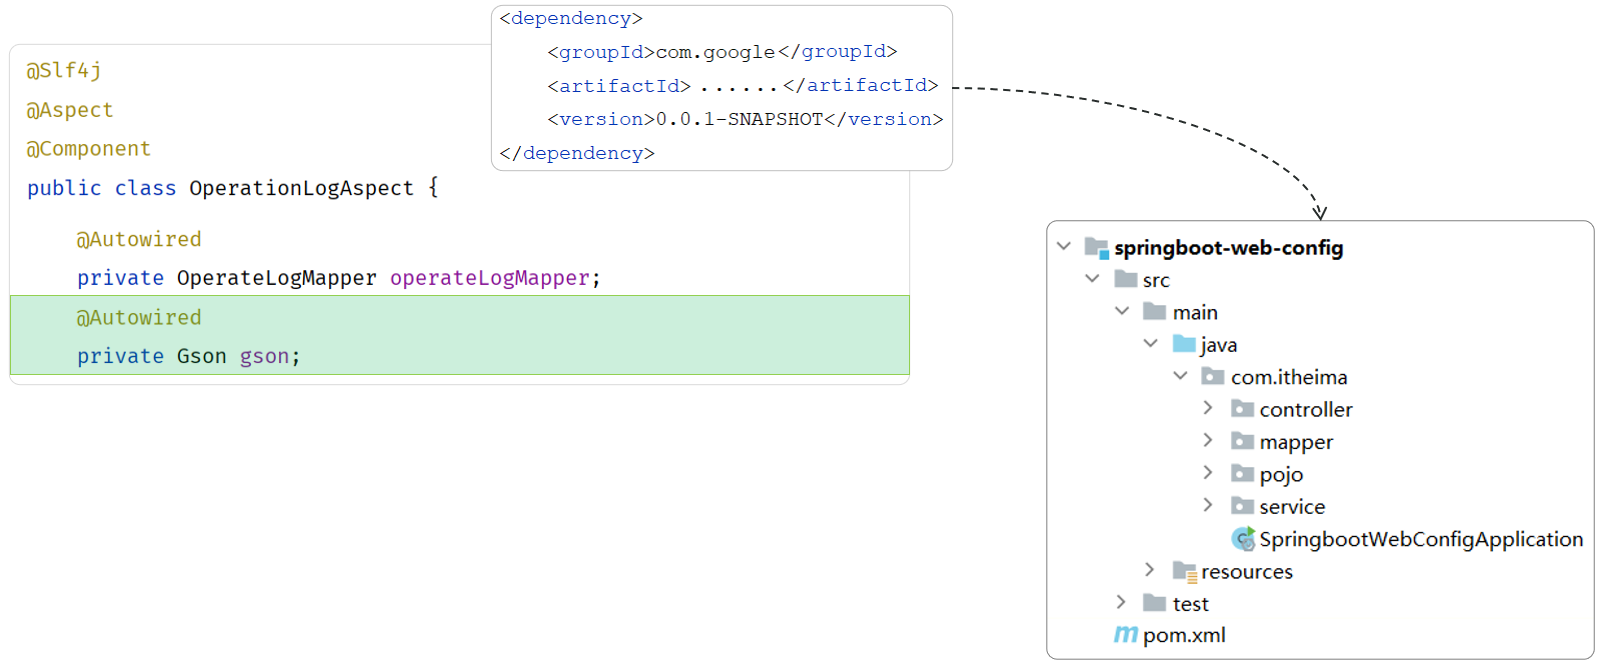 @Slf4j
@Aspect
@Component
public class OperationLogAspect {
@Autowired
private OperateLogMapper operateLogMapper;
@Autowired
private Gson gson;
<dependency>
<groupId>com.google</groupId>
<artifactId> ......</artifactId>
<version>0.0.1-SNAPSHOT</version>
</dependency>
springboot-web-config
src
main
java
com.itheima
controller
mapper
pojo
service
SpringbootWebConfigApplication
resources
test
pom.xml